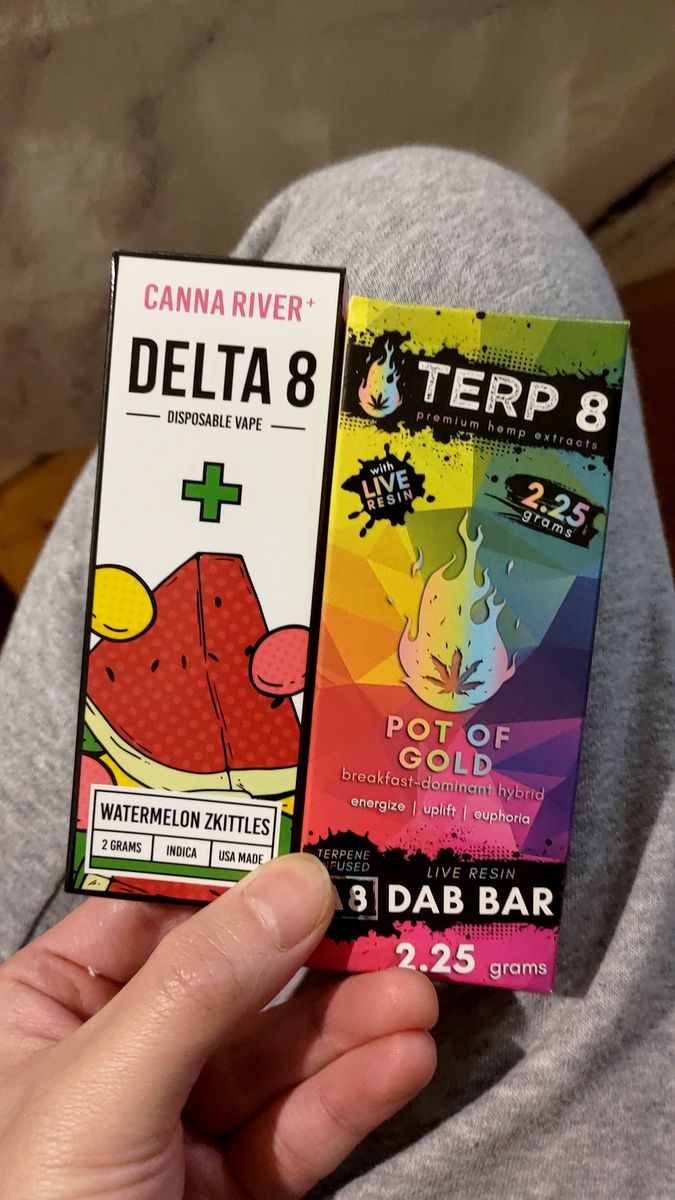 CANNA RIVER+
DELTA 8
DISPOSABLE VAPE
WATERMELON ZKITTLES
2 GRAMS
INDICA
USA MADE
TERP 8
premium hemp extracts
with
LIVE
RESIN
2.25
grams
POT OF
GOLD
breakfast-dominant hybrid
energize | uplift | euphoria
TERPENE
LIVE RESIN
8 DAB BAR
2.25 grams